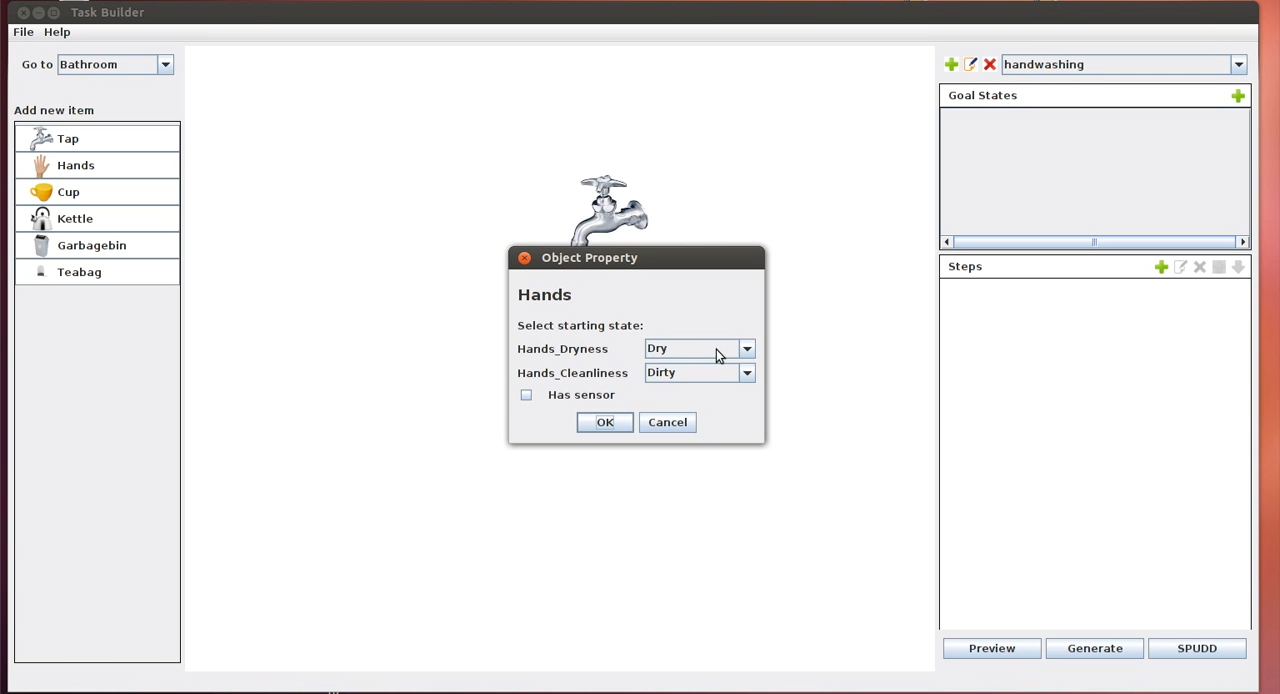 Task Builder
File Help
Go to Bathroom
handwashing
Add new item
Tap
Hands
Cup
Kettle
Garbagebin
Teabag
Object Property
Hands
Select starting state:
Hands_Dryness Dry
Hands_Cleanliness Dirty
Has sensor
OK Cancel
Goal States
Steps
Preview Generate SPUDD